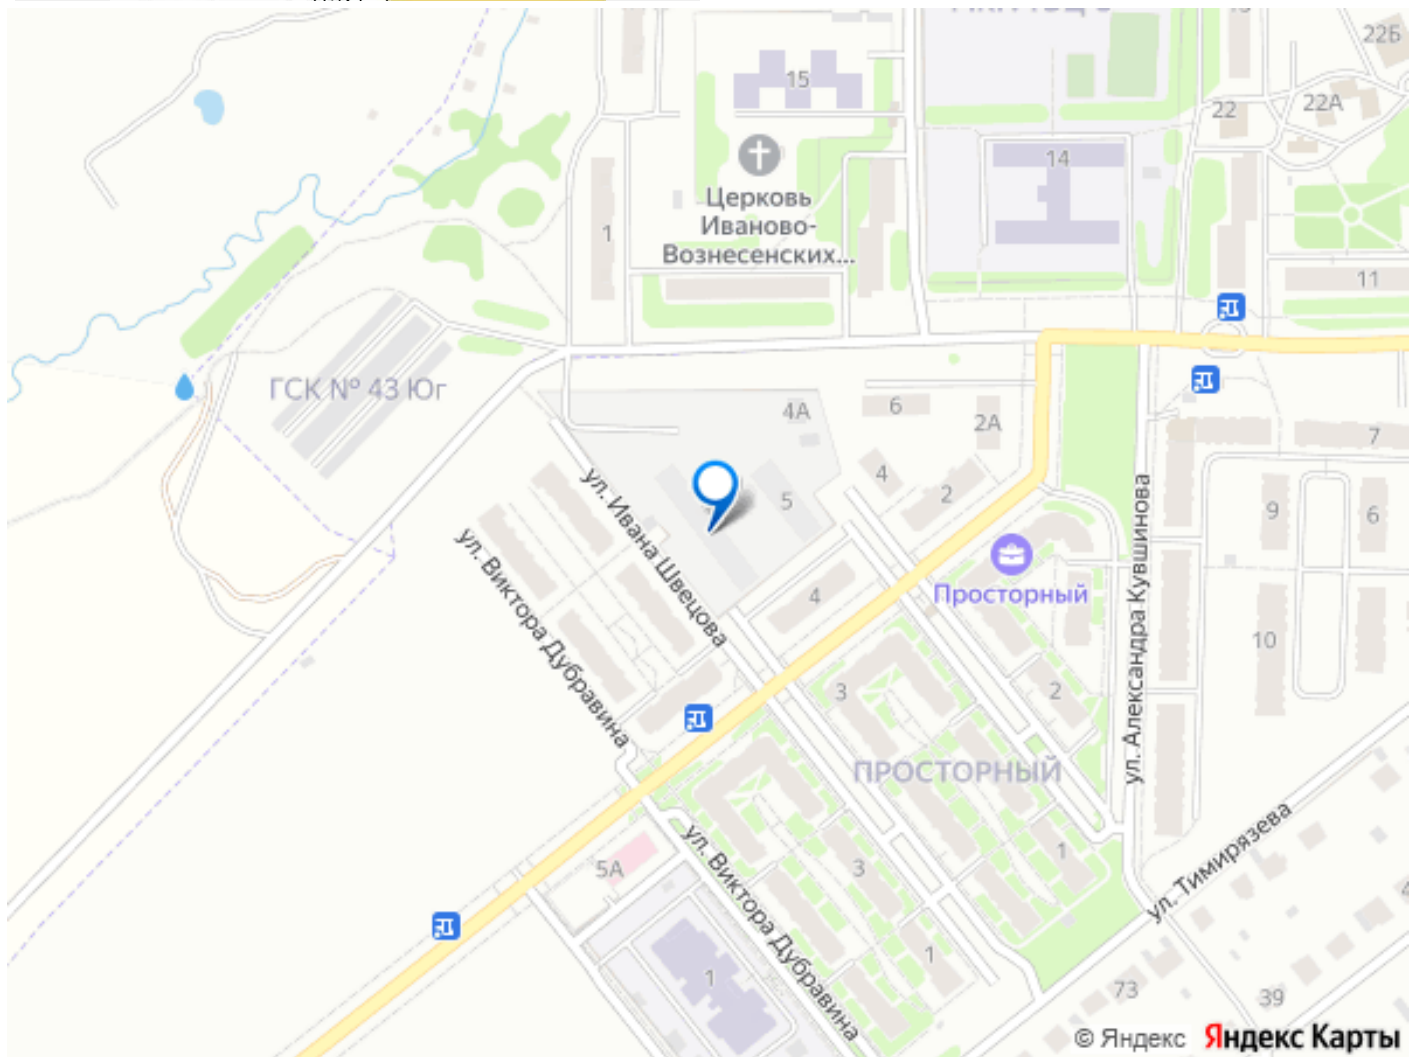 22Б
15
22
22А
14
Церковь
Иваново-
Вознесенских...
1
11
ГСК № 43 Юг
4А
6
2А
7
4
2
5
9
6
ул. Ивана Швецова
ул. Виктора Дубравина
ул. Александра Кувшинова
Просторный
4
10
3
2
ПРОСТОРНЫЙ
ул. Тимирязева
1
5А
3
ул. Виктора Дубравина
1
1
73
39
© Яндекс Яндекс Карты